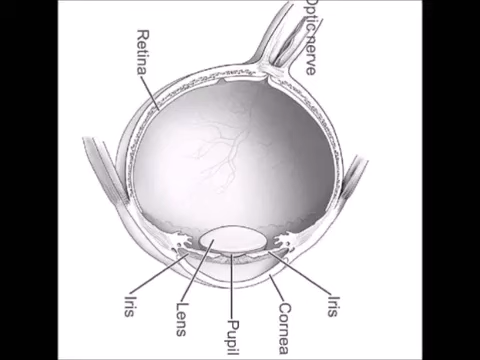 Optic nerve
Retina
Iris
Lens
Pupil
Cornea
Iris